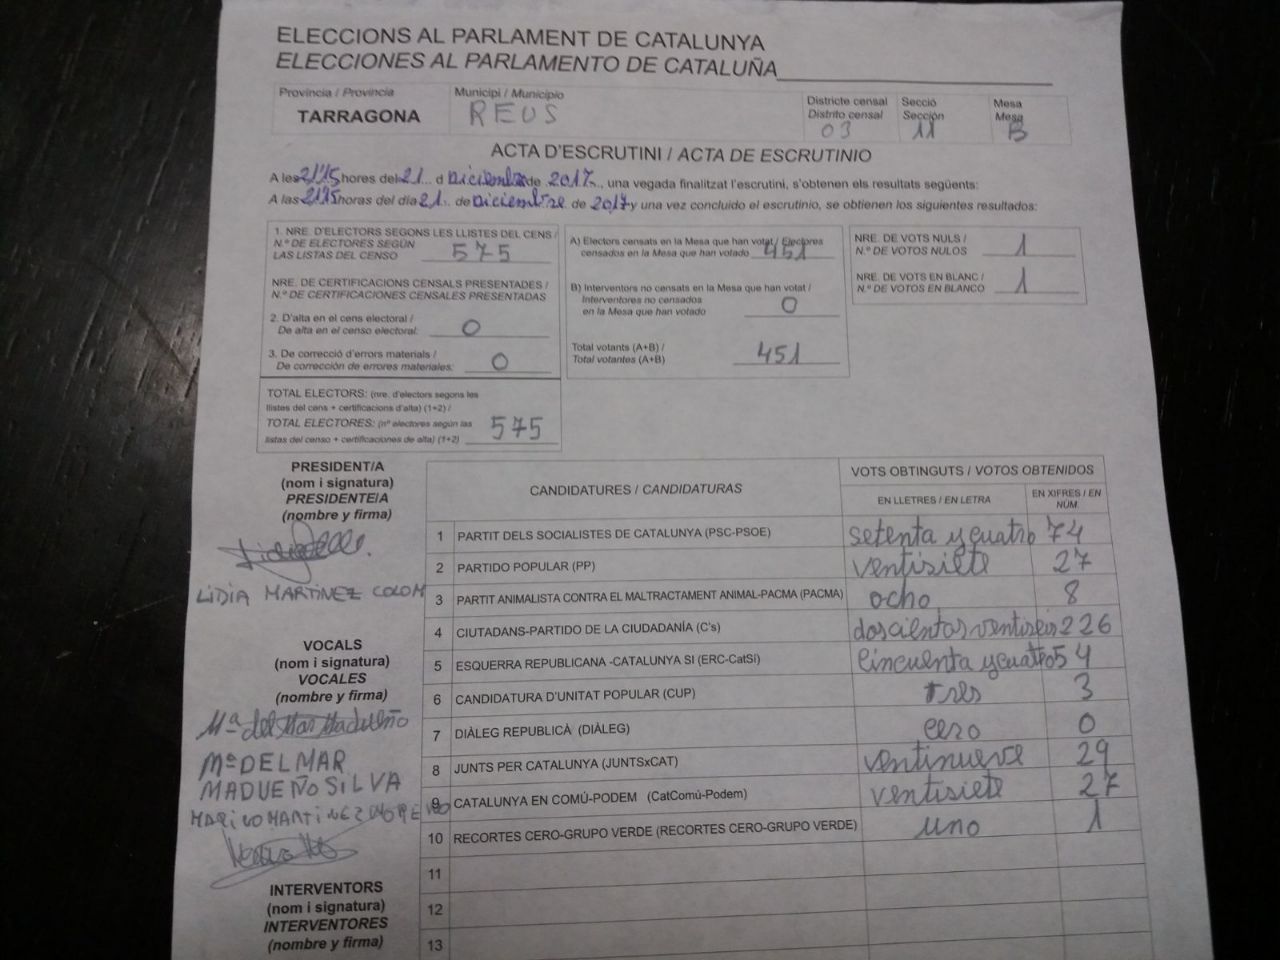 ELECCIONS AL PARLAMENT DE CATALUNYA
ELECCIONES AL PARLAMENTO DE CATALUÑA
Provincia / Provincia
TARRAGONA
Municipi / Municipio
REUS
Districte censal
Distrito censal
03
Secció
Sección
11
Mesa
Mesa
B
ACTA D'ESCRUTINI / ACTA DE ESCRUTINIO
A les 21'15 hores del 21 d Diciembre de 2017, una vegada finalitzat l'escrutini, s'obtenen els resultats següents:
A las 21'15 horas del día 21 de Diciembre de 2017 y una vez concluido el escrutinio, se obtienen los siguientes resultados:
1. NRE. D'ELECTORS SEGONS LES LLISTES DEL CENS /
N.º DE ELECTORES SEGÚN
LAS LISTAS DEL CENSO 575
NRE. DE CERTIFICACIONS CENSALS PRESENTADES /
N.º DE CERTIFICACIONES CENSALES PRESENTADAS
2. D'alta en el cens electoral /
De alta en el censo electoral: 0
3. De correcció d'errors materials /
De corrección de errores materiales: 0
TOTAL ELECTORS: (nre. d'electors segons les
llistes del cens + certificacions d'alta) (1+2) /
TOTAL ELECTORES: (nº electores según las
listas del censo + certificaciones de alta) (1+2) 575
A) Electors censats en la Mesa que han votat / Electores
censados en la Mesa que han votado 451
B) Interventors no censats en la Mesa que han votat /
Interventores no censados
en la Mesa que han votado 0
Total votants (A+B) /
Total votantes (A+B) 451
NRE. DE VOTS NULS /
N.º DE VOTOS NULOS 1
NRE. DE VOTS EN BLANC /
N.º DE VOTOS EN BLANCO 1
PRESIDENT/A
(nom i signatura)
PRESIDENTE/A
(nombre y firma)
LIDIA MARTINEZ COLOM
VOCALS
(nom i signatura)
VOCALES
(nombre y firma)
Mª del Mar Madueño
Mª DEL MAR
MADUEÑO SILVA
INTERVENTORS
(nom i signatura)
INTERVENTORES
(nombre y firma)
CANDIDATURES / CANDIDATURAS
VOTS OBTINGUTS / VOTOS OBTENIDOS
EN LLETRES / EN LETRA
EN XIFRES / EN
NÚM.
1 PARTIT DELS SOCIALISTES DE CATALUNYA (PSC-PSOE) setenta y cuatro 74
2 PARTIDO POPULAR (PP) ventisiete 27
3 PARTIT ANIMALISTA CONTRA EL MALTRACTAMENT ANIMAL-PACMA (PACMA) ocho 8
4 CIUTADANS-PARTIDO DE LA CIUDADANÍA (C's) doscientos ventiseis 226
5 ESQUERRA REPUBLICANA -CATALUNYA SI (ERC-CatSí) Cincuenta y cuatro 54
6 CANDIDATURA D'UNITAT POPULAR (CUP) tres 3
7 DIÀLEG REPUBLICÀ (DIÀLEG) cero 0
8 JUNTS PER CATALUNYA (JUNTSxCAT) ventinueve 29
9 CATALUNYA EN COMÚ-PODEM (CatComú-Podem) ventisiete 27
10 RECORTES CERO-GRUPO VERDE (RECORTES CERO-GRUPO VERDE) uno 1
11
12
13